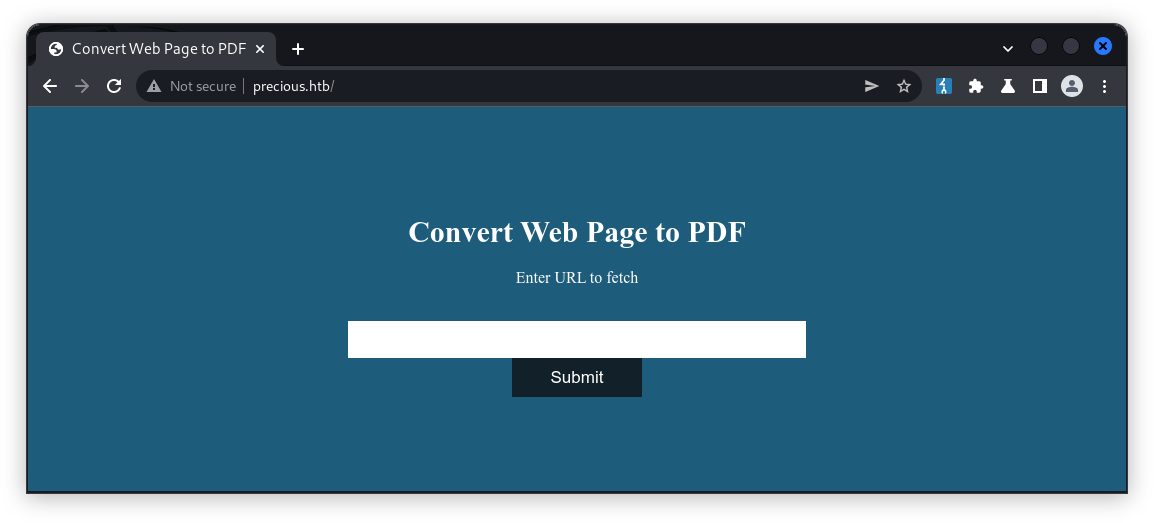 Convert Web Page to PDF
Not secure precious.htb/
Convert Web Page to PDF
Enter URL to fetch
Submit